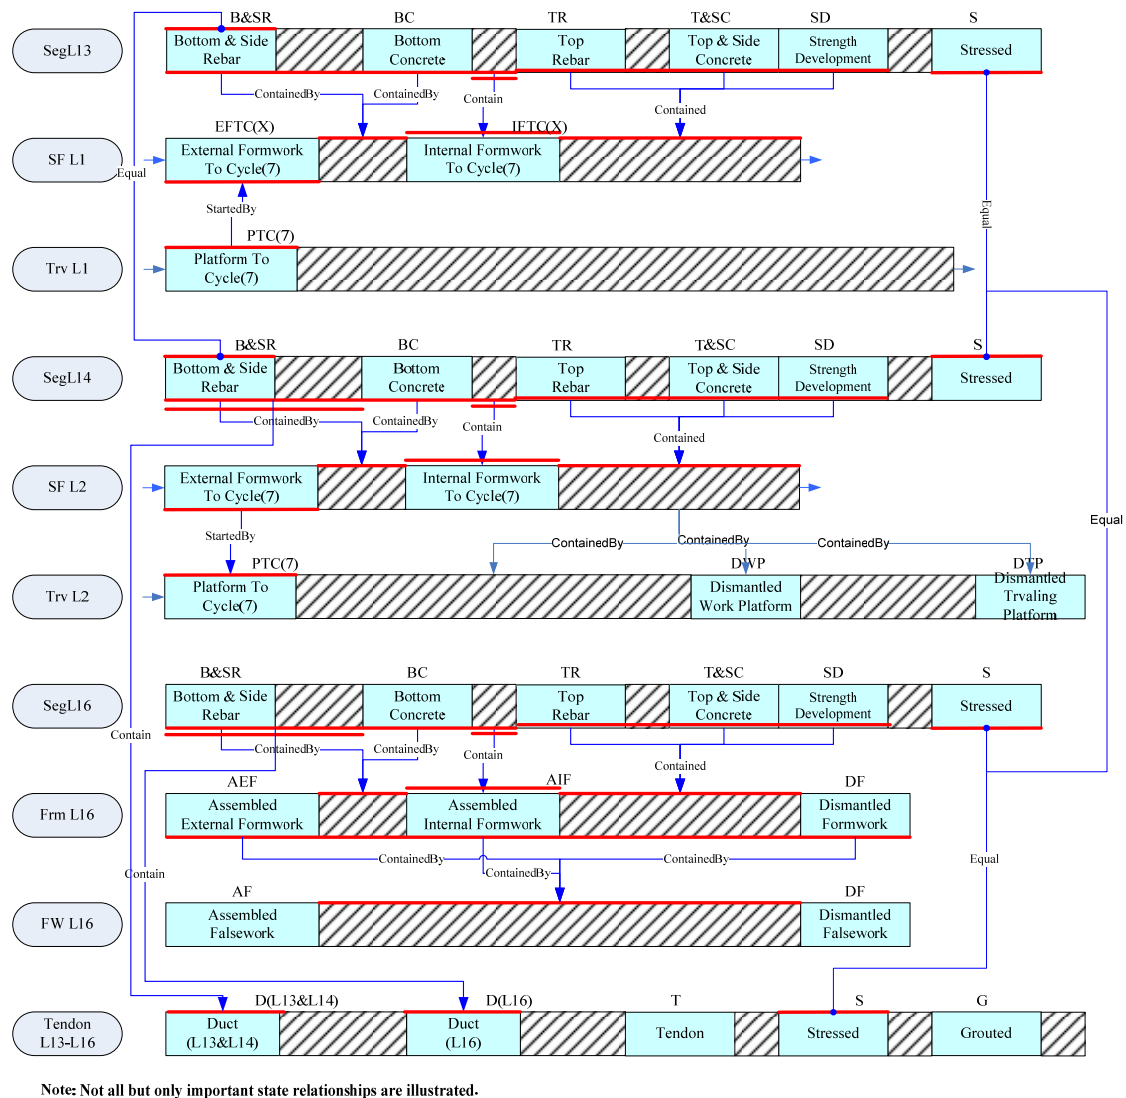 B&SR BC TR T&SC SD S
SegL13
Bottom & Side
Rebar
Bottom
Concrete
Top
Rebar
Top & Side
Concrete
Strength
Development
Stressed
ContainedBy
ContainedBy
Contain
Contained
EFTC(X) IFTC(X)
SF L1
External Formwork
To Cycle(7)
Internal Formwork
To Cycle(7)
Equal
StartedBy
Equal
PTC(7)
Trv L1
Platform To
Cycle(7)
B&SR BC TR T&SC SD S
SegL14
Bottom & Side
Rebar
Bottom
Concrete
Top
Rebar
Top & Side
Concrete
Strength
Development
Stressed
ContainedBy
ContainedBy
Contain
Contained
SF L2
External Formwork
To Cycle(7)
Internal Formwork
To Cycle(7)
Equal
StartedBy
ContainedBy
ContainedBy
ContainedBy
PTC(7) DWP DTP
Trv L2
Platform To
Cycle(7)
Dismantled
Work Platform
Dismantled
Trvaling
Platform
B&SR BC TR T&SC SD S
SegL16
Bottom & Side
Rebar
Bottom
Concrete
Top
Rebar
Top & Side
Concrete
Strength
Development
Stressed
Contain
ContainedBy
ContainedBy
Contain
Contained
AEF AIF DF
Frm L16
Assembled
External Formwork
Assembled
Internal Formwork
Dismantled
Formwork
Contain
ContainedBy
ContainedBy
ContainedBy
Equal
AF DF
FW L16
Assembled
Falsework
Dismantled
Falsework
D(L13&L14) D(L16) T S G
Tendon
L13-L16
Duct
(L13&L14)
Duct
(L16)
Tendon
Stressed
Grouted
Note: Not all but only important state relationships are illustrated.